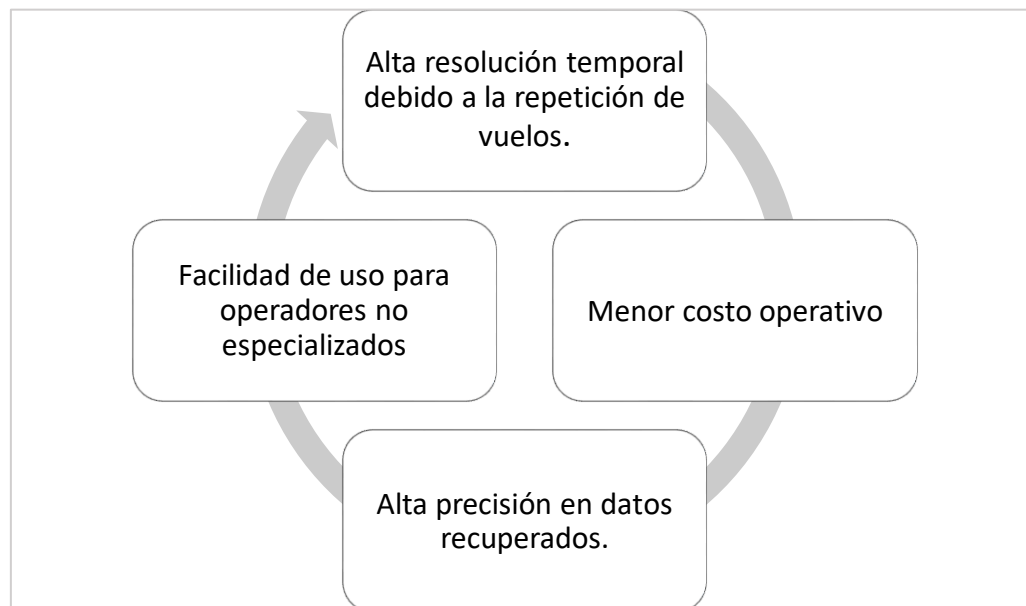 Alta resolución temporal
debido a la repetición de
vuelos.
Menor costo operativo
Alta precisión en datos
recuperados.
Facilidad de uso para
operadores no
especializados